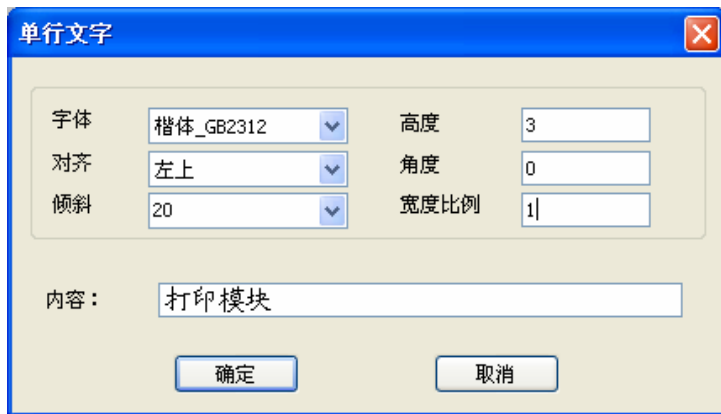 单行文字
字体 楷体_GB2312 高度 3
对齐 左上 角度 0
倾斜 20 宽度比例 1
内容： 打印模块
确定 取消